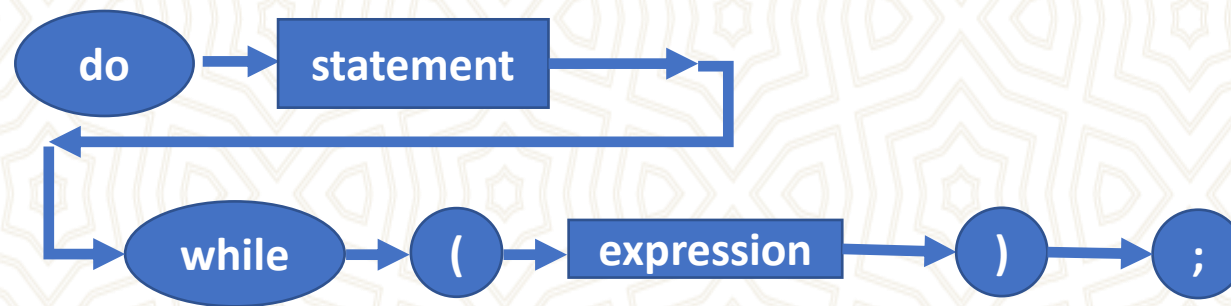 do statement
while ( expression ) ;